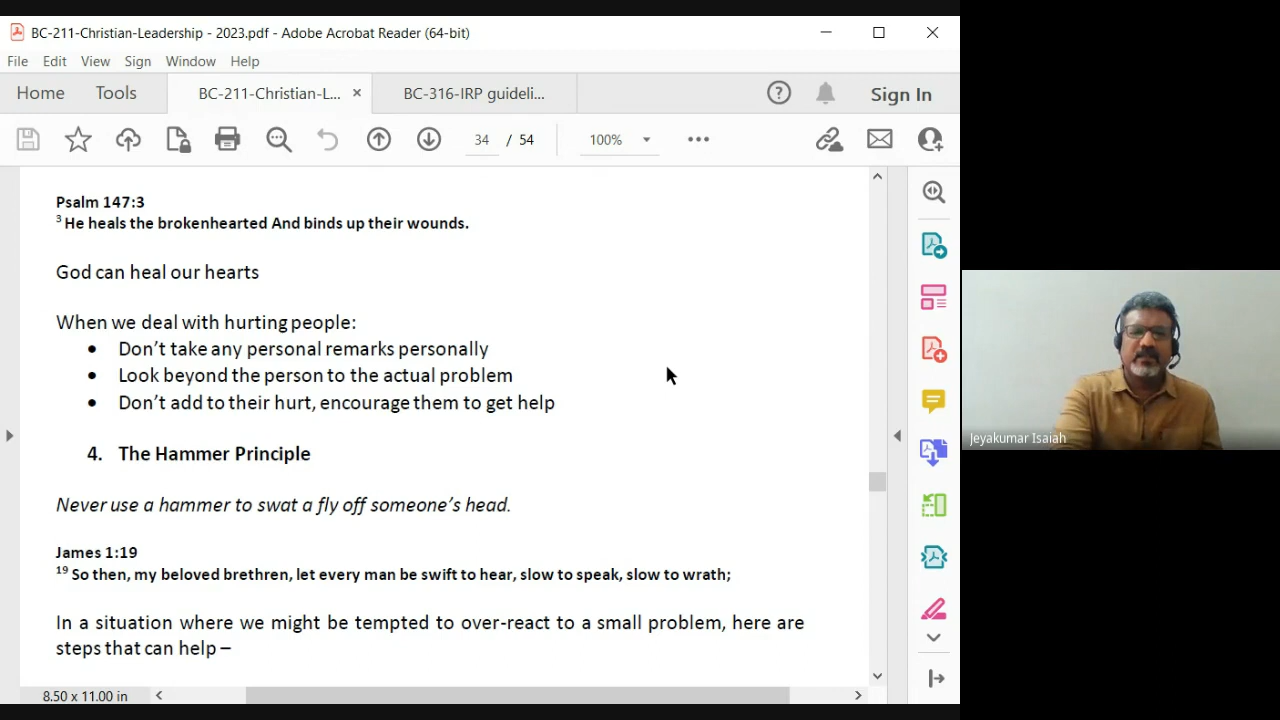 BC-211-Christian-Leadership - 2023.pdf - Adobe Acrobat Reader (64-bit)
File Edit View Sign Window Help
Home Tools BC-211-Christian-L... × BC-316-IRP guideli... Sign In
34 / 54 100%
Psalm 147:3
3 He heals the brokenhearted And binds up their wounds.
God can heal our hearts
When we deal with hurting people:
• Don’t take any personal remarks personally
• Look beyond the person to the actual problem
• Don’t add to their hurt, encourage them to get help
4. The Hammer Principle
Never use a hammer to swat a fly off someone’s head.
James 1:19
19 So then, my beloved brethren, let every man be swift to hear, slow to speak, slow to wrath;
In a situation where we might be tempted to over-react to a small problem, here are
steps that can help –
8.50 x 11.00 in
Jeyakumar Isaiah